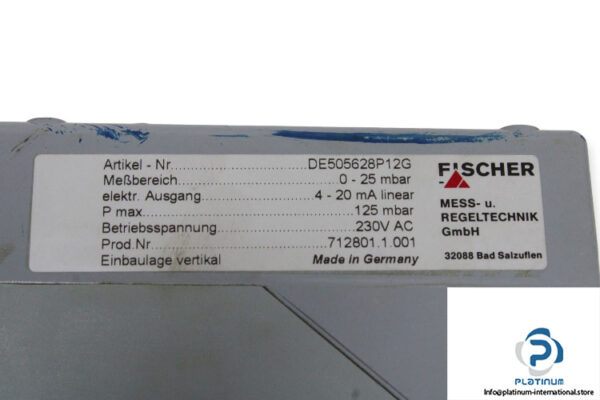 Artikel - Nr. DE505628P12G
Meßbereich 0 - 25 mbar
elektr. Ausgang 4 - 20 mA linear
P max 125 mbar
Betriebsspannung 230V AC
Prod.Nr 712801.1.001
Einbaulage vertikal Made in Germany
FISCHER
MESS- u.
REGELTECHNIK
GmbH
32088 Bad Salzuflen
PLATINUM
platinum-international.store